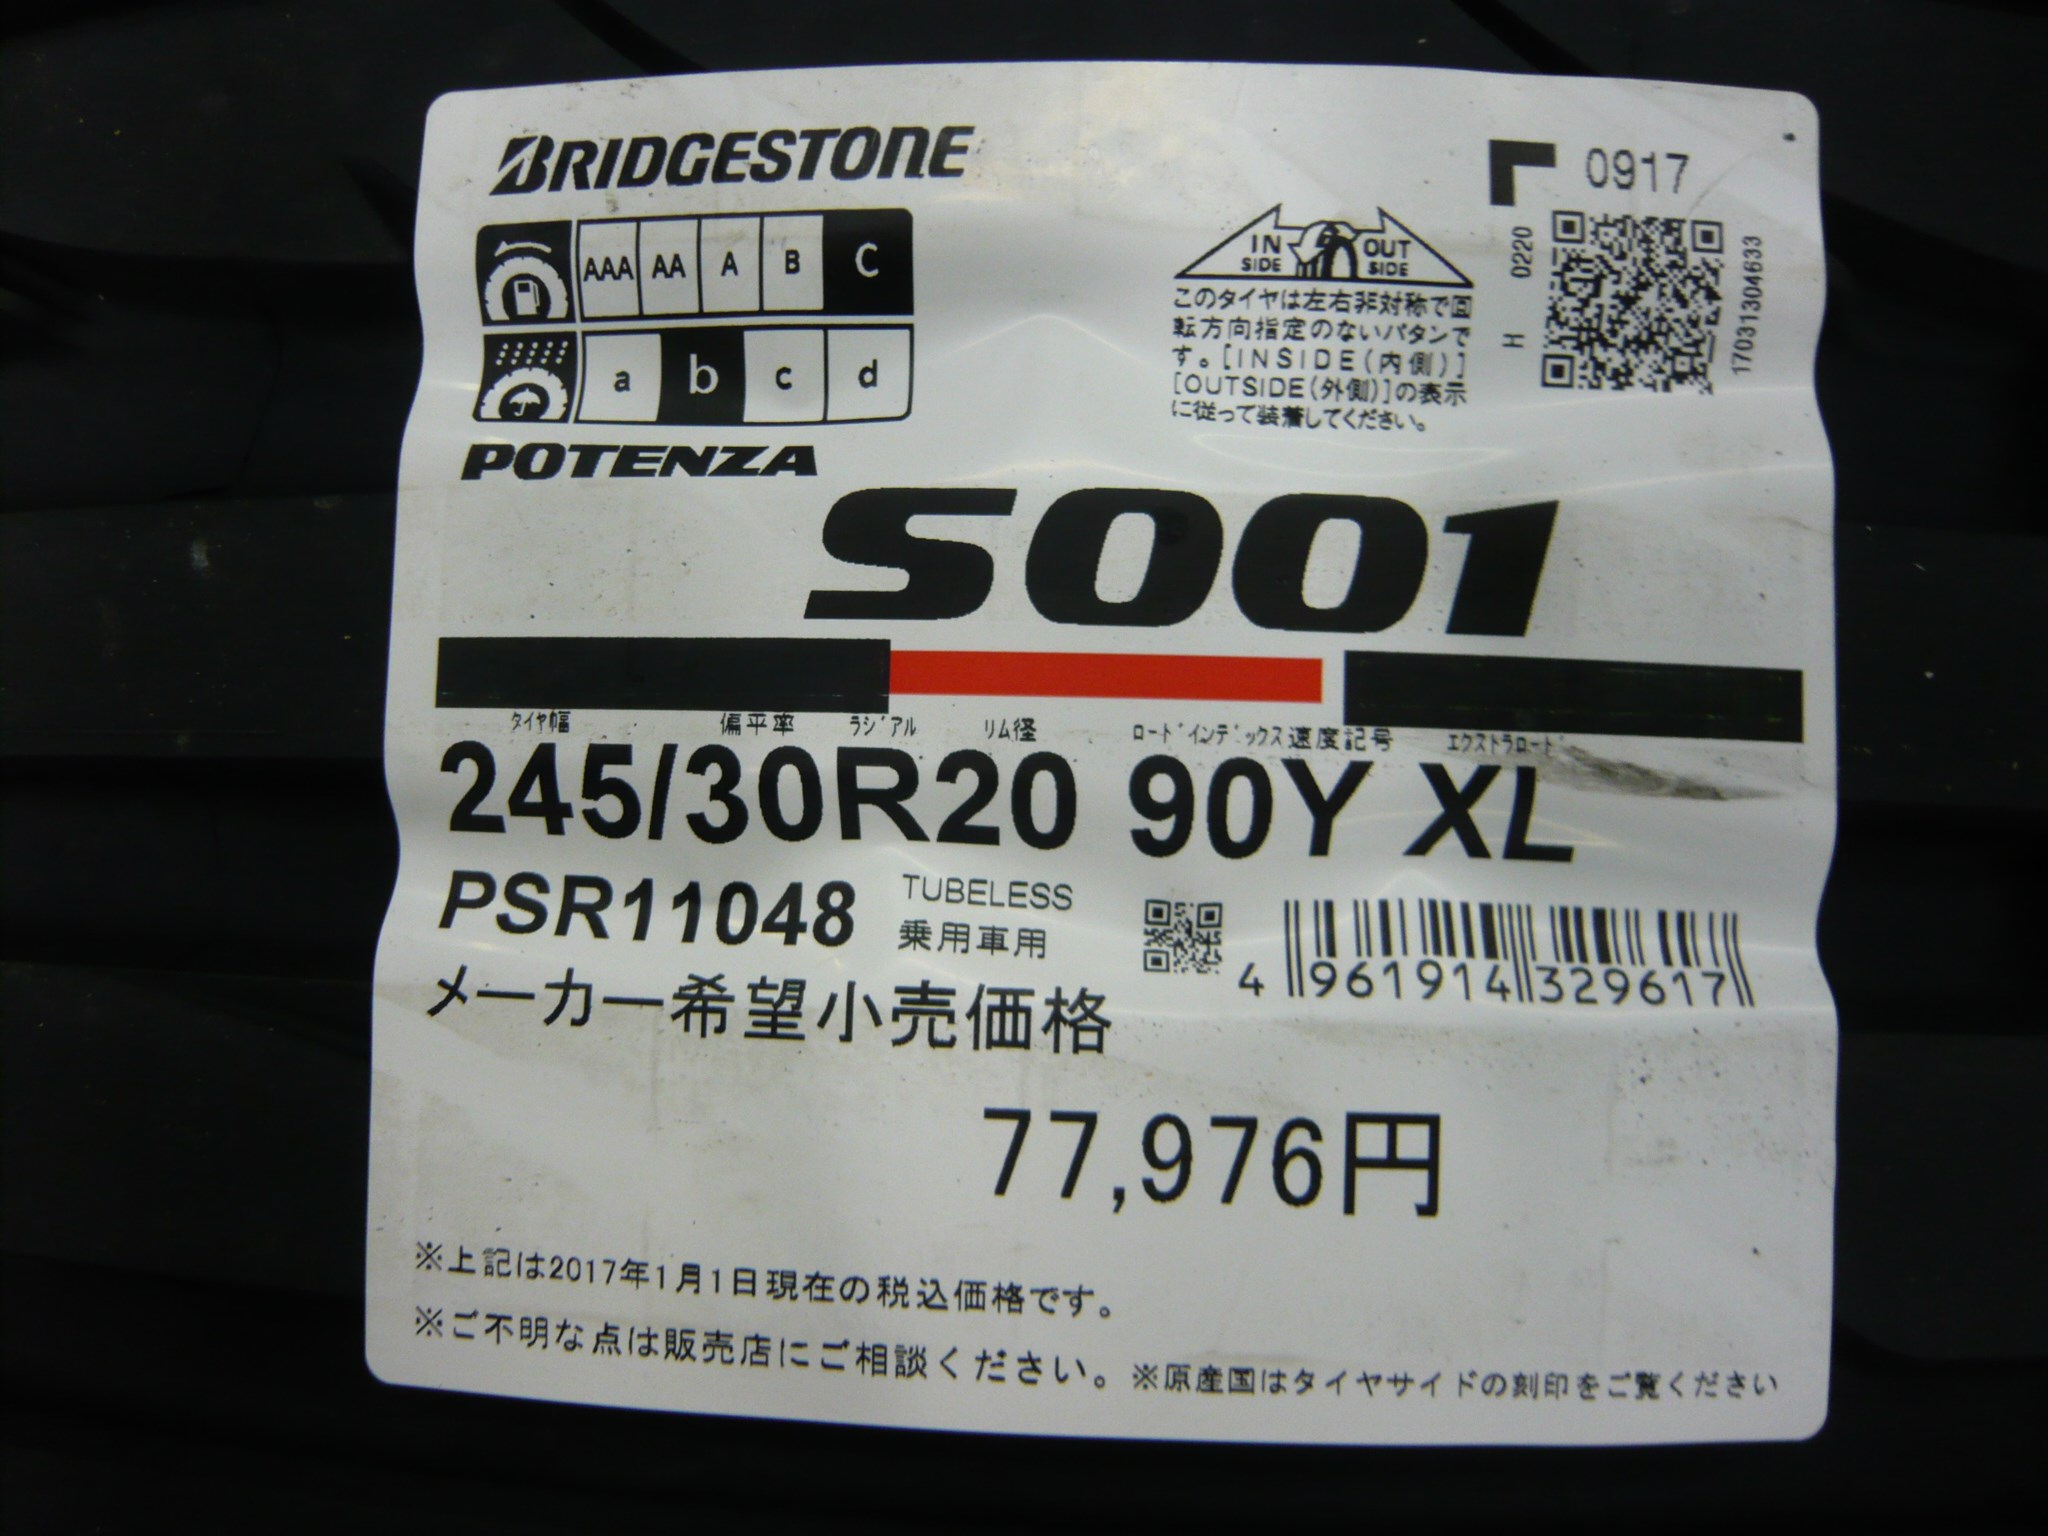 BRIDGESTONE
0917
AAA AA A B C
a b c d
IN SIDE OUT SIDE
H 0220
17031304633
このタイヤは左右非対称で回
転方向指定のないパタンで
す。[INSIDE(内側)]
[OUTSIDE(外側)]の表示
に従って装着してください。
POTENZA
S001
タイヤ幅 偏平率 ラジアル リム径 ロードインデックス 速度記号 エクストラロード
245/30R20 90Y XL
PSR11048 TUBELESS
乗用車用
4 961914 329617
メーカー希望小売価格
77,976円
※上記は2017年1月1日現在の税込価格です。
※ご不明な点は販売店にご相談ください。 ※原産国はタイヤサイドの刻印をご覧ください